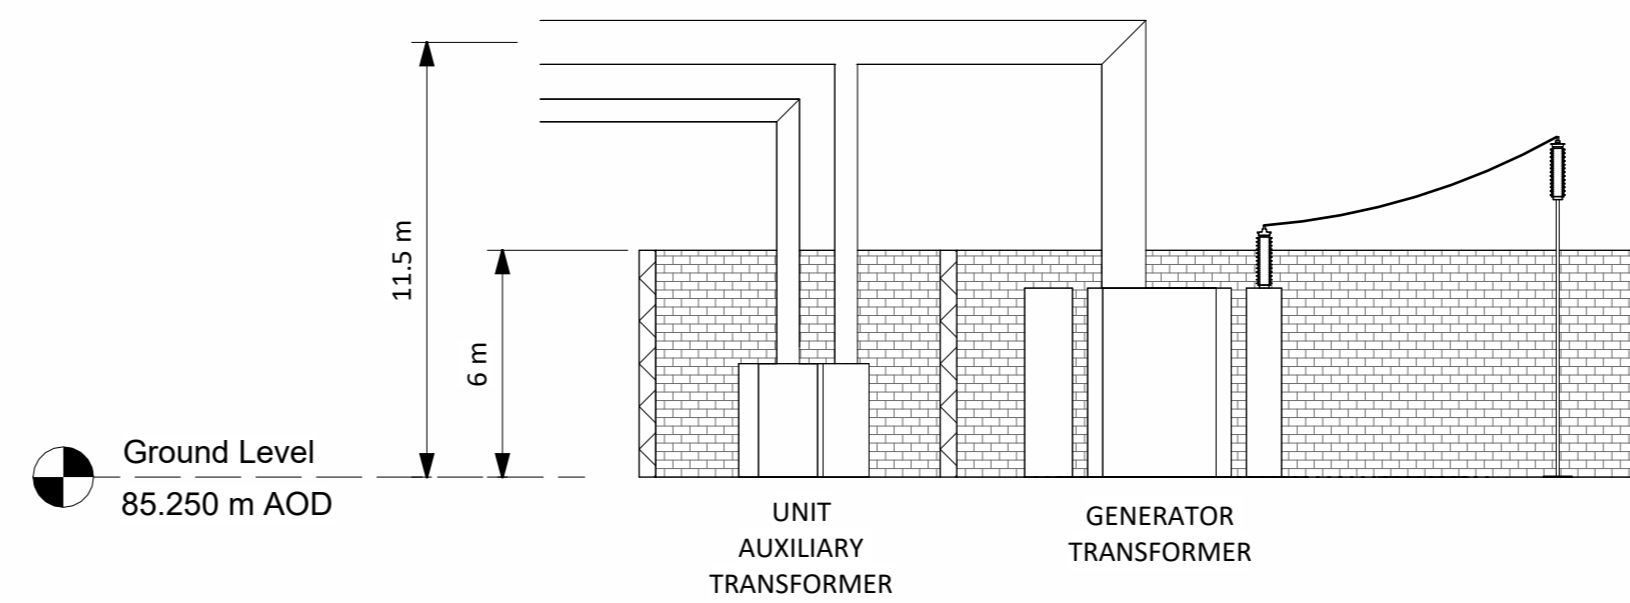 11.5 m
6 m
Ground Level
85.250 m AOD
UNIT
AUXILIARY
TRANSFORMER
GENERATOR
TRANSFORMER